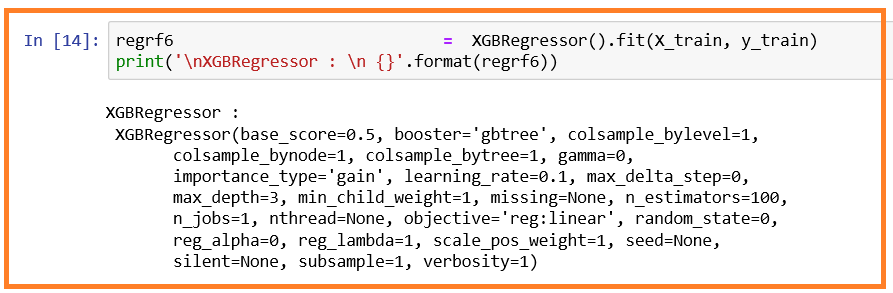 In [14]: regrf6 = XGBRegressor().fit(X_train, y_train)
print('\nXGBRegressor : \n {}'.format(regrf6))
XGBRegressor :
XGBRegressor(base_score=0.5, booster='gbtree', colsample_bylevel=1,
colsample_bynode=1, colsample_bytree=1, gamma=0,
importance_type='gain', learning_rate=0.1, max_delta_step=0,
max_depth=3, min_child_weight=1, missing=None, n_estimators=100,
n_jobs=1, nthread=None, objective='reg:linear', random_state=0,
reg_alpha=0, reg_lambda=1, scale_pos_weight=1, seed=None,
silent=None, subsample=1, verbosity=1)